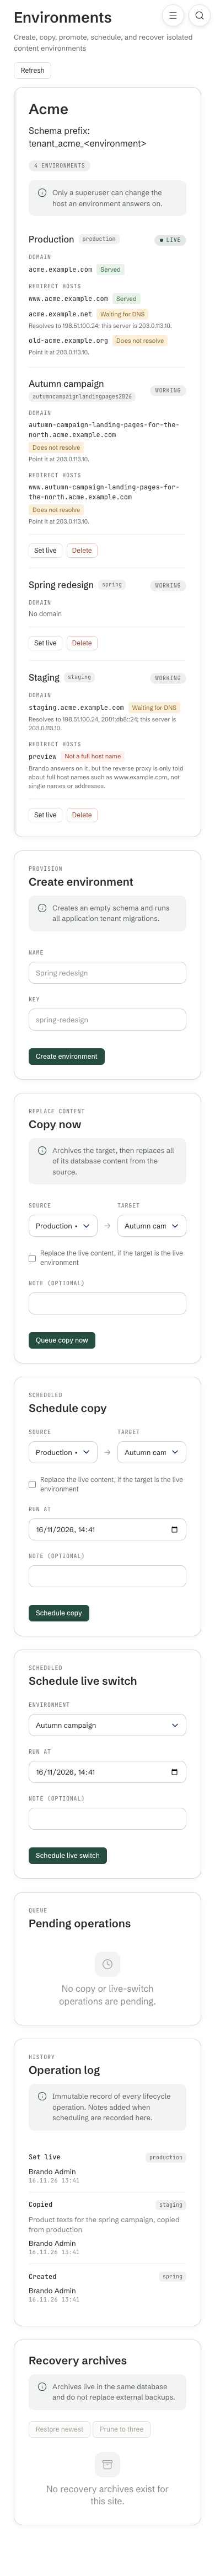 Environments
Create, copy, promote, schedule, and recover isolated
content environments
Refresh
Acme
Schema prefix:
tenant_acme_<environment>
4 ENVIRONMENTS
Only a superuser can change the
host an environment answers on.
Production production LIVE
DOMAIN
acme.example.com Served
REDIRECT HOSTS
www.acme.example.com Served
acme.example.net Waiting for DNS
Resolves to 198.51.100.24; this server is 203.0.113.10.
old-acme.example.org Does not resolve
Point it at 203.0.113.10.
Autumn campaign WORKING
autumncampaignlandingpages2026
DOMAIN
autumn-campaign-landing-pages-for-the-
north.acme.example.com
Does not resolve
Point it at 203.0.113.10.
REDIRECT HOSTS
www.autumn-campaign-landing-pages-for-
the-north.acme.example.com
Does not resolve
Point it at 203.0.113.10.
Set live Delete
Spring redesign spring WORKING
DOMAIN
No domain
Set live Delete
Staging staging WORKING
DOMAIN
staging.acme.example.com Waiting for DNS
Resolves to 198.51.100.24, 2001:db8::24; this server is
203.0.113.10.
REDIRECT HOSTS
preview Not a full host name
Brando answers on it, but the reverse proxy is only told
about full host names such as www.example.com, not
single names or addresses.
Set live Delete
PROVISION
Create environment
Creates an empty schema and runs
all application tenant migrations.
NAME
Spring redesign
KEY
spring-redesign
Create environment
REPLACE CONTENT
Copy now
Archives the target, then replaces all
of its database content from the
source.
SOURCE TARGET
Production • → Autumn cam
Replace the live content, if the target is the live
environment
NOTE (OPTIONAL)
Queue copy now
SCHEDULED
Schedule copy
SOURCE TARGET
Production • → Autumn cam
Replace the live content, if the target is the live
environment
RUN AT
16/11/2026, 14:41
NOTE (OPTIONAL)
Schedule copy
SCHEDULED
Schedule live switch
ENVIRONMENT
Autumn campaign
RUN AT
16/11/2026, 14:41
NOTE (OPTIONAL)
Schedule live switch
QUEUE
Pending operations
No copy or live-switch
operations are pending.
HISTORY
Operation log
Immutable record of every lifecycle
operation. Notes added when
scheduling are recorded here.
Set live production
Brando Admin
16.11.26 13:41
Copied staging
Product texts for the spring campaign, copied
from production
Brando Admin
16.11.26 13:41
Created spring
Brando Admin
16.11.26 13:41
Recovery archives
Archives live in the same database
and do not replace external backups.
Restore newest Prune to three
No recovery archives exist for
this site.